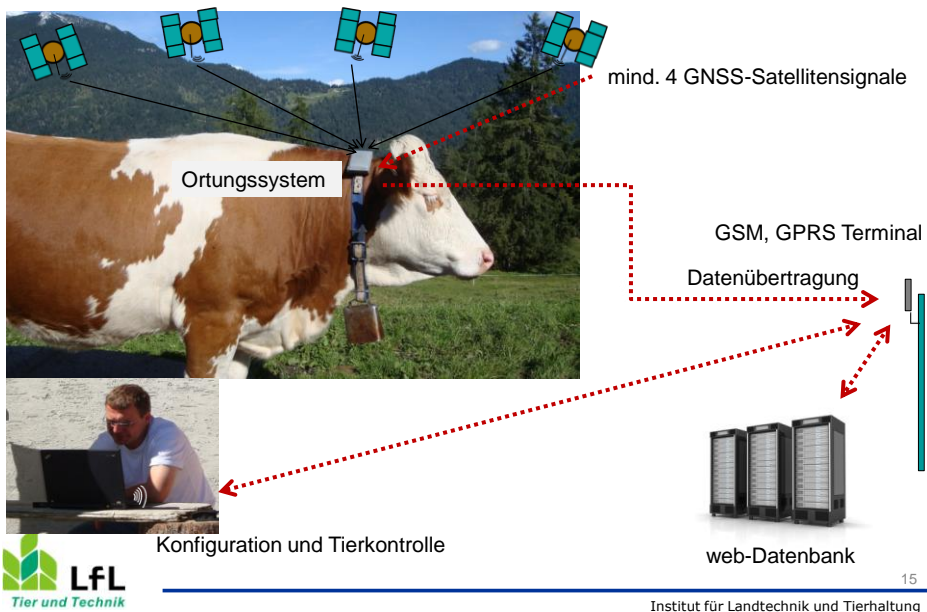 mind. 4 GNSS-Satellitensignale
Ortungssystem
GSM, GPRS Terminal
Datenübertragung
Konfiguration und Tierkontrolle
web-Datenbank
LfL
Tier und Technik
15
Institut für Landtechnik und Tierhaltung